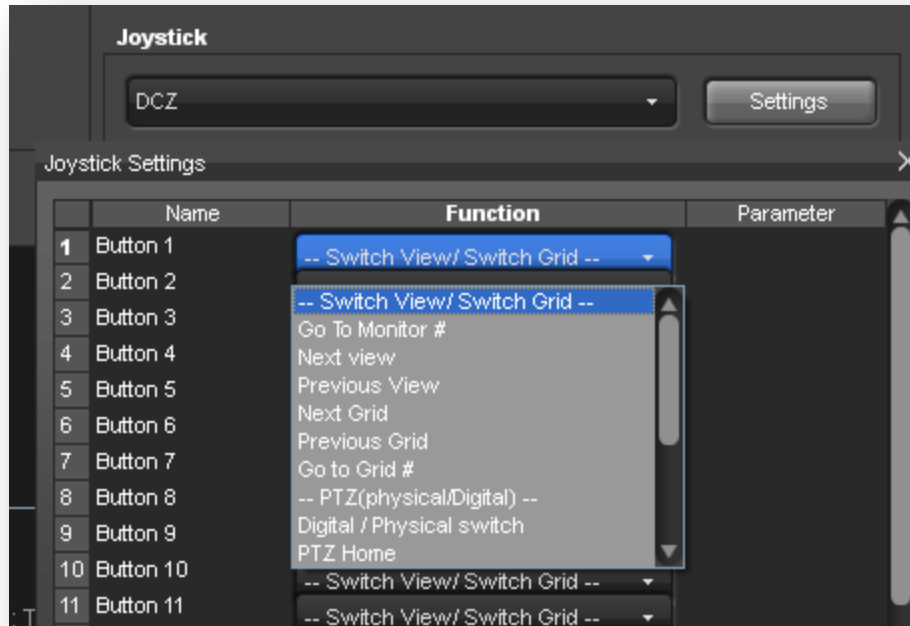 Joystick
DCZ
Settings
Joystick Settings
Name Function Parameter
1 Button 1 -- Switch View/ Switch Grid --
2 Button 2
-- Switch View/ Switch Grid --
3 Button 3
Go To Monitor #
4 Button 4
Next view
5 Button 5
Previous View
6 Button 6
Next Grid
Previous Grid
7 Button 7
Go to Grid #
8 Button 8
-- PTZ(physical/Digital) --
9 Button 9
Digital / Physical switch
PTZ Home
10 Button 10 -- Switch View/ Switch Grid --
11 Button 11 -- Switch View/ Switch Grid --